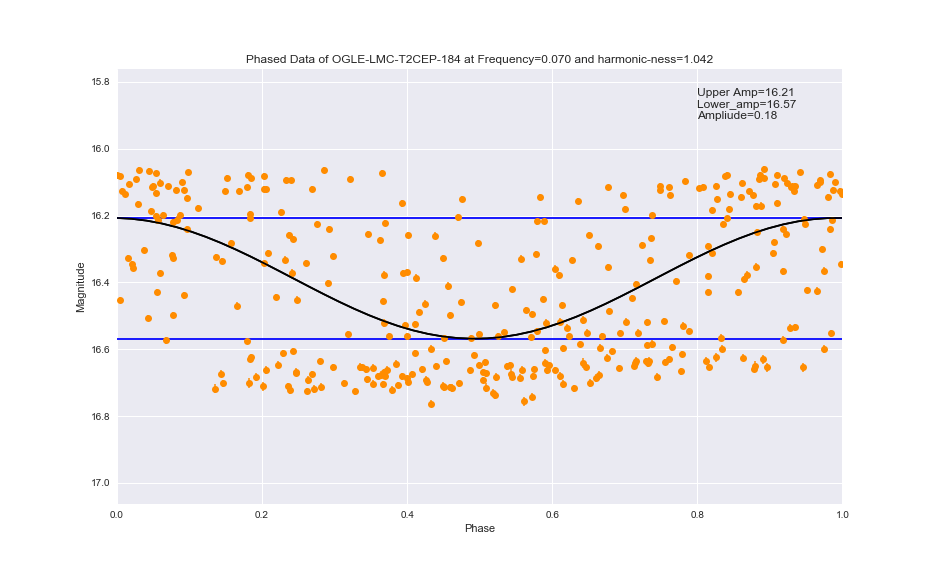 Phased Data of OGLE-LMC-T2CEP-184 at Frequency=0.070 and harmonic-ness=1.042
Upper Amp=16.21
Lower_amp=16.57
Ampliude=0.18
Magnitude
15.8
16.0
16.2
16.4
16.6
16.8
17.0
0.0 0.2 0.4 0.6 0.8 1.0
Phase